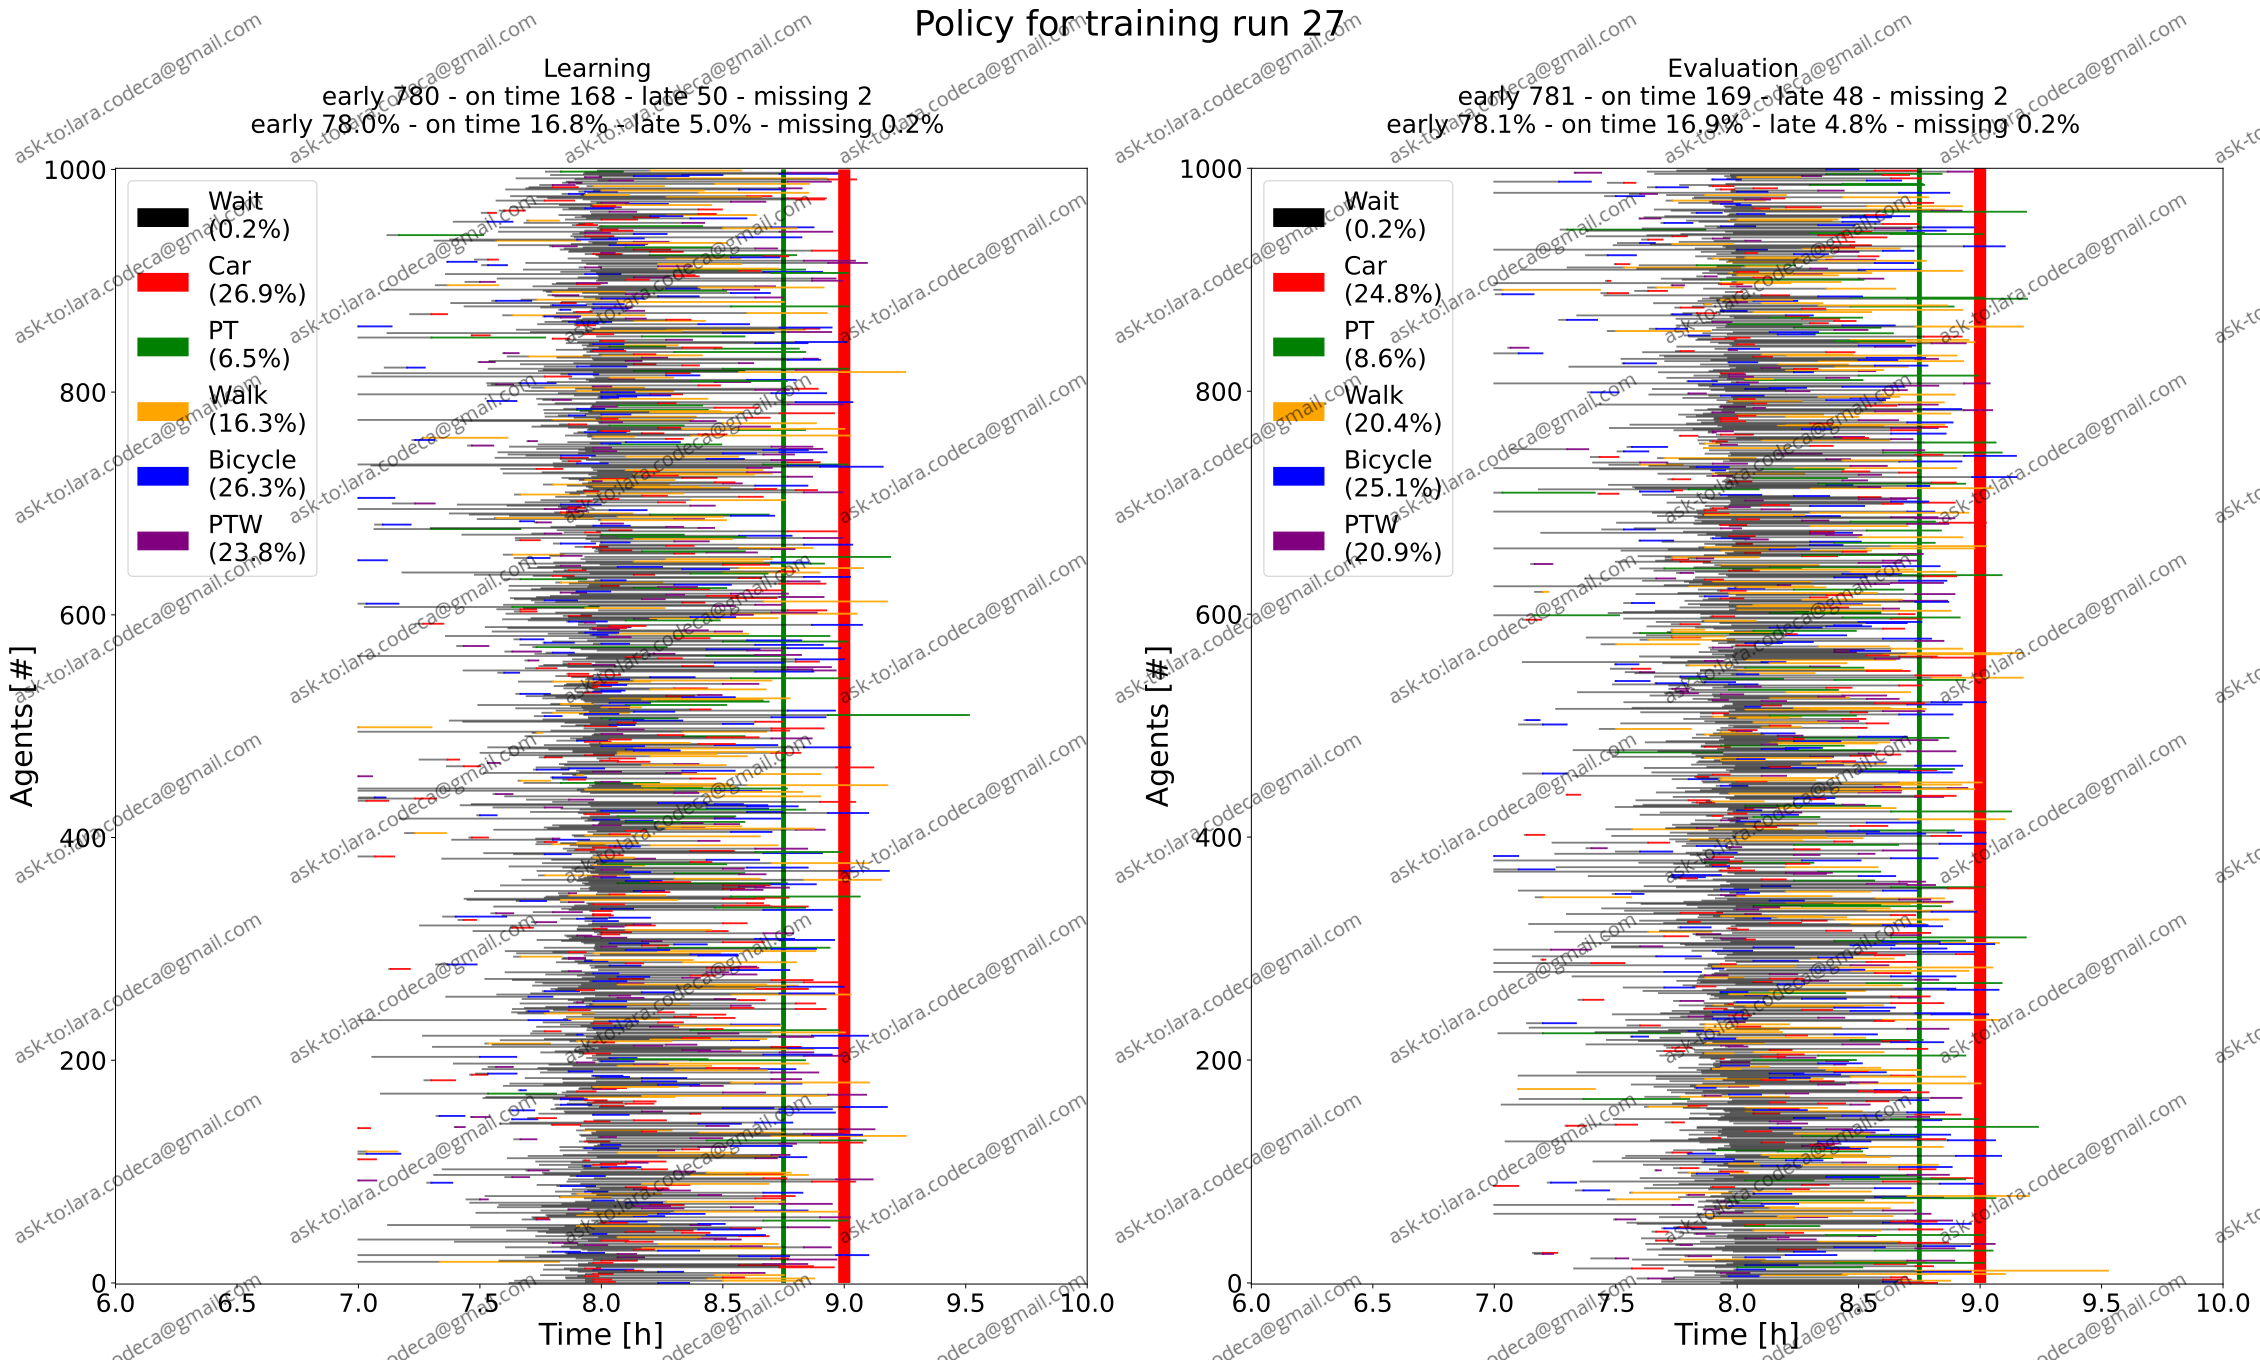 Policy for training run 27
Learning
early 780 - on time 168 - late 50 - missing 2
early 78.0% - on time 16.8% - late 5.0% - missing 0.2%
Agents [#]
1000
800
600
400
200
0
Wait
(0.2%)
Car
(26.9%)
PT
(6.5%)
Walk
(16.3%)
Bicycle
(26.3%)
PTW
(23.8%)
6.0 6.5 7.0 7.5 8.0 8.5 9.0 9.5 10.0
Time [h]
Evaluation
early 781 - on time 169 - late 48 - missing 2
early 78.1% - on time 16.9% - late 4.8% - missing 0.2%
Agents [#]
1000
800
600
400
200
0
Wait
(0.2%)
Car
(24.8%)
PT
(8.6%)
Walk
(20.4%)
Bicycle
(25.1%)
PTW
(20.9%)
6.0 6.5 7.0 7.5 8.0 8.5 9.0 9.5 10.0
Time [h]
ask-to:lara.codeca@gmail.com